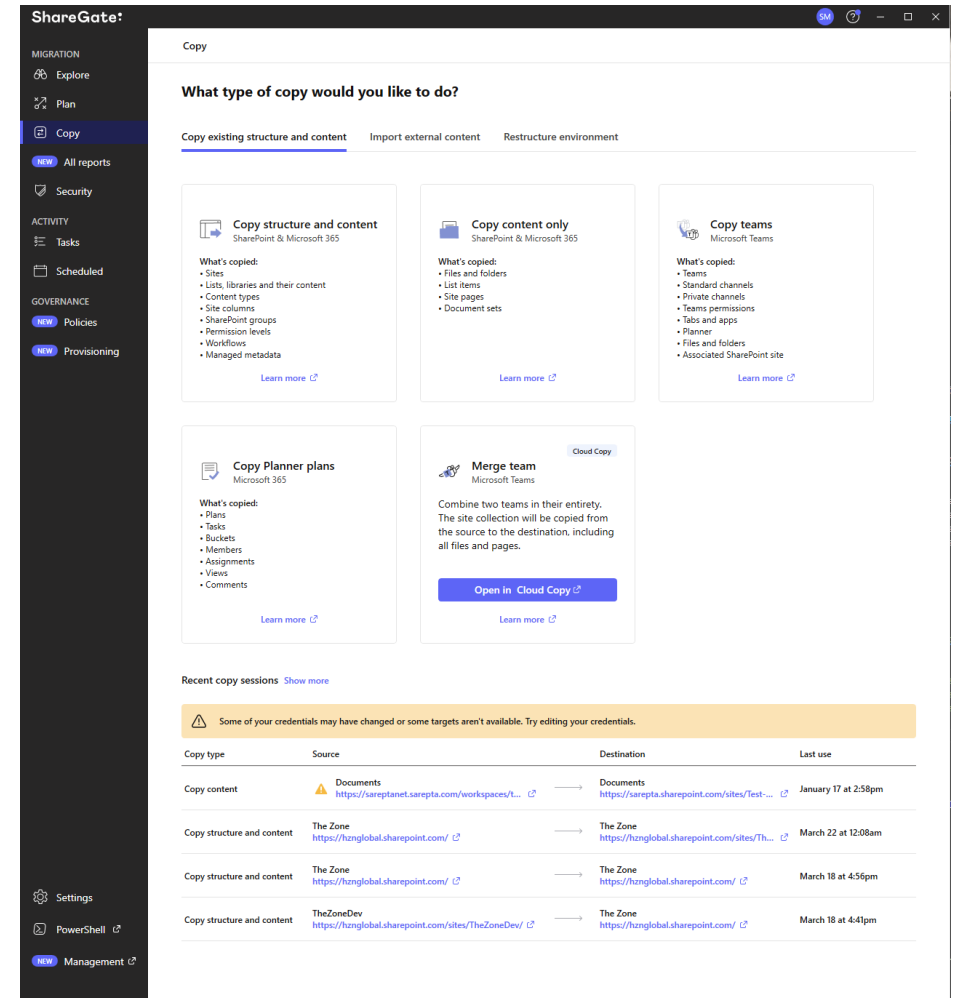 ShareGate:
SM
MIGRATION
Explore
Plan
Copy
NEW All reports
Security
ACTIVITY
Tasks
Scheduled
GOVERNANCE
NEW Policies
NEW Provisioning
Settings
PowerShell
NEW Management
Copy
What type of copy would you like to do?
Copy existing structure and content Import external content Restructure environment
Copy structure and content
SharePoint & Microsoft 365
What's copied:
• Sites
• Lists, libraries and their content
• Content types
• Site columns
• SharePoint groups
• Permission levels
• Workflows
• Managed metadata
Learn more
Copy content only
SharePoint & Microsoft 365
What's copied:
• Files and folders
• List items
• Site pages
• Document sets
Learn more
Copy teams
Microsoft Teams
What's copied:
• Teams
• Standard channels
• Private channels
• Teams permissions
• Tabs and apps
• Planner
• Files and folders
• Associated SharePoint site
Learn more
Copy Planner plans
Microsoft 365
What's copied:
• Plans
• Tasks
• Buckets
• Members
• Assignments
• Views
• Comments
Learn more
Cloud Copy
Merge team
Microsoft Teams
Combine two teams in their entirety.
The site collection will be copied from
the source to the destination, including
all files and pages.
Open in Cloud Copy
Learn more
Recent copy sessions Show more
Some of your credentials may have changed or some targets aren't available. Try editing your credentials.
Copy type Source Destination Last use
Copy content Documents Documents January 17 at 2:58pm
https://sareptanet.sarepta.com/workspaces/t... https://sarepta.sharepoint.com/sites/Test-...
Copy structure and content The Zone The Zone March 22 at 12:08am
https://hznglobal.sharepoint.com/ https://hznglobal.sharepoint.com/sites/Th...
Copy structure and content The Zone The Zone March 18 at 4:56pm
https://hznglobal.sharepoint.com/ https://hznglobal.sharepoint.com/
Copy structure and content TheZoneDev The Zone March 18 at 4:41pm
https://hznglobal.sharepoint.com/sites/TheZoneDev/ https://hznglobal.sharepoint.com/